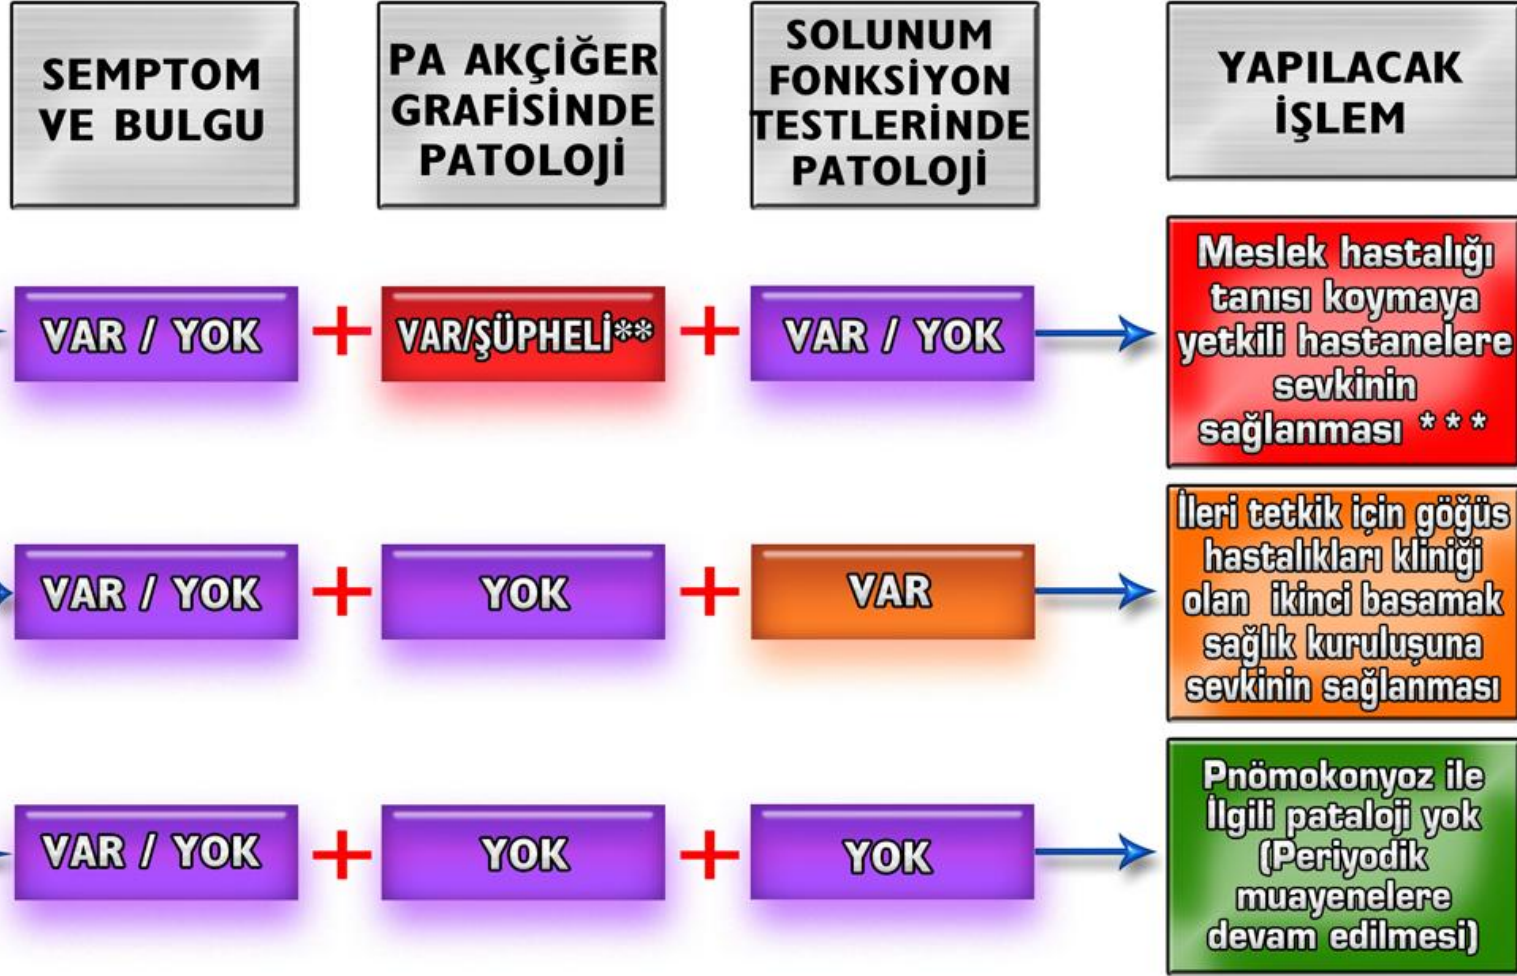 SEMPTOM
VE BULGU
PA AKÇİĞER
GRAFİSİNDE
PATOLOJİ
SOLUNUM
FONKSİYON
TESTLERİNDE
PATOLOJİ
YAPILACAK
İŞLEM
VAR / YOK
+
VAR/ŞÜPHELİ**
+
VAR / YOK
Meslek hastalığı
tanısı koymaya
yetkili hastanelere
sevkinin
sağlanması ***
VAR / YOK
+
YOK
+
VAR
İleri tetkik için göğüs
hastalıkları kliniği
olan ikinci basamak
sağlık kuruluşuna
sevkinin sağlanması
VAR / YOK
+
YOK
+
YOK
Pnömokonyoz ile
İlgili pataloji yok
(Periyodik
muayenelere
devam edilmesi)